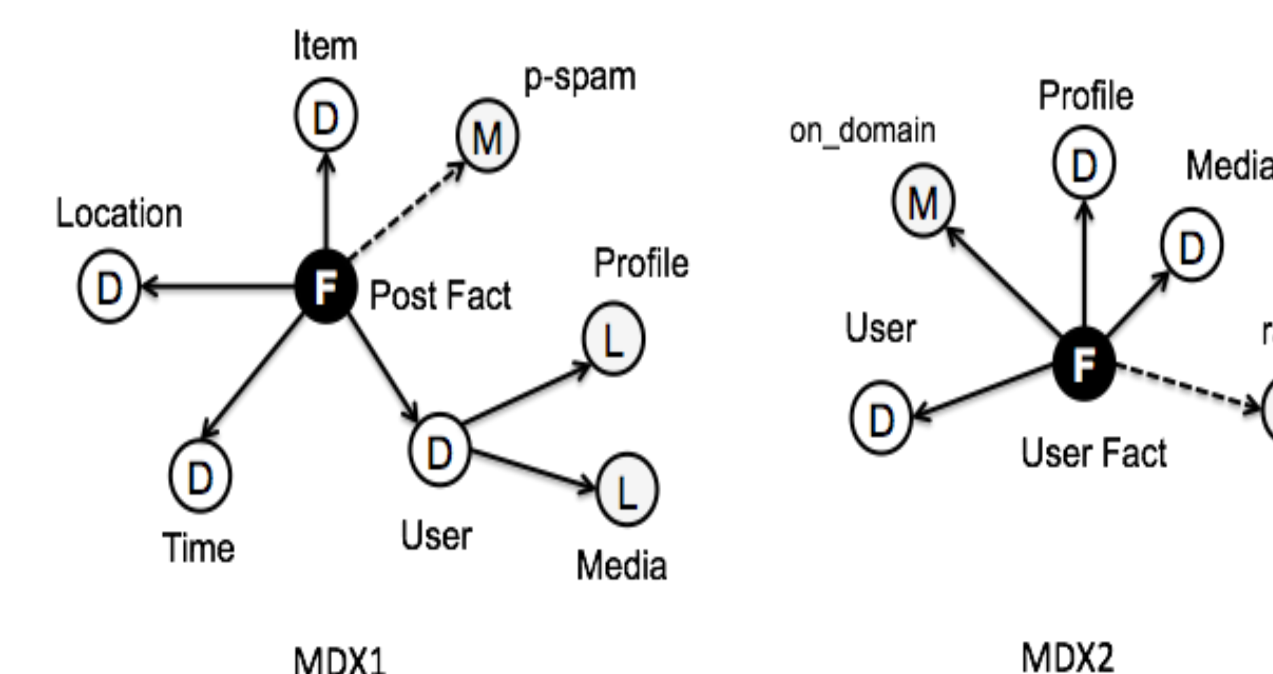 Item
D
p-spam
M
Location
D
F
Post Fact
Profile
L
D
Time
D
User
L
Media
MDX1
on_domain
M
Profile
D
Media
D
User
D
F
User Fact
MDX2